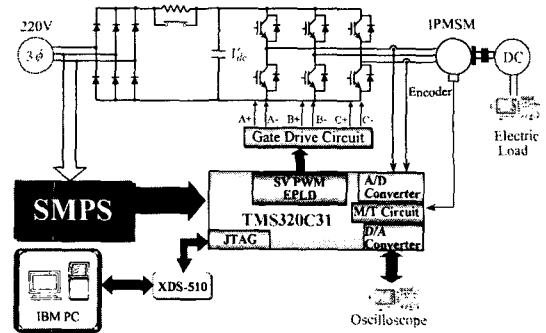 220V
3ϕ
V_dc
IPMSM
DC
Encoder
Electric
Load
A+ A- B+ B- C+ C-
Gate Drive Circuit
SV PWM
EPLD
A/D
Converter
M/T Circuit
D/A
Converter
TMS320C31
JTAG
SMPS
XDS-510
IBM PC
Oscilloscope